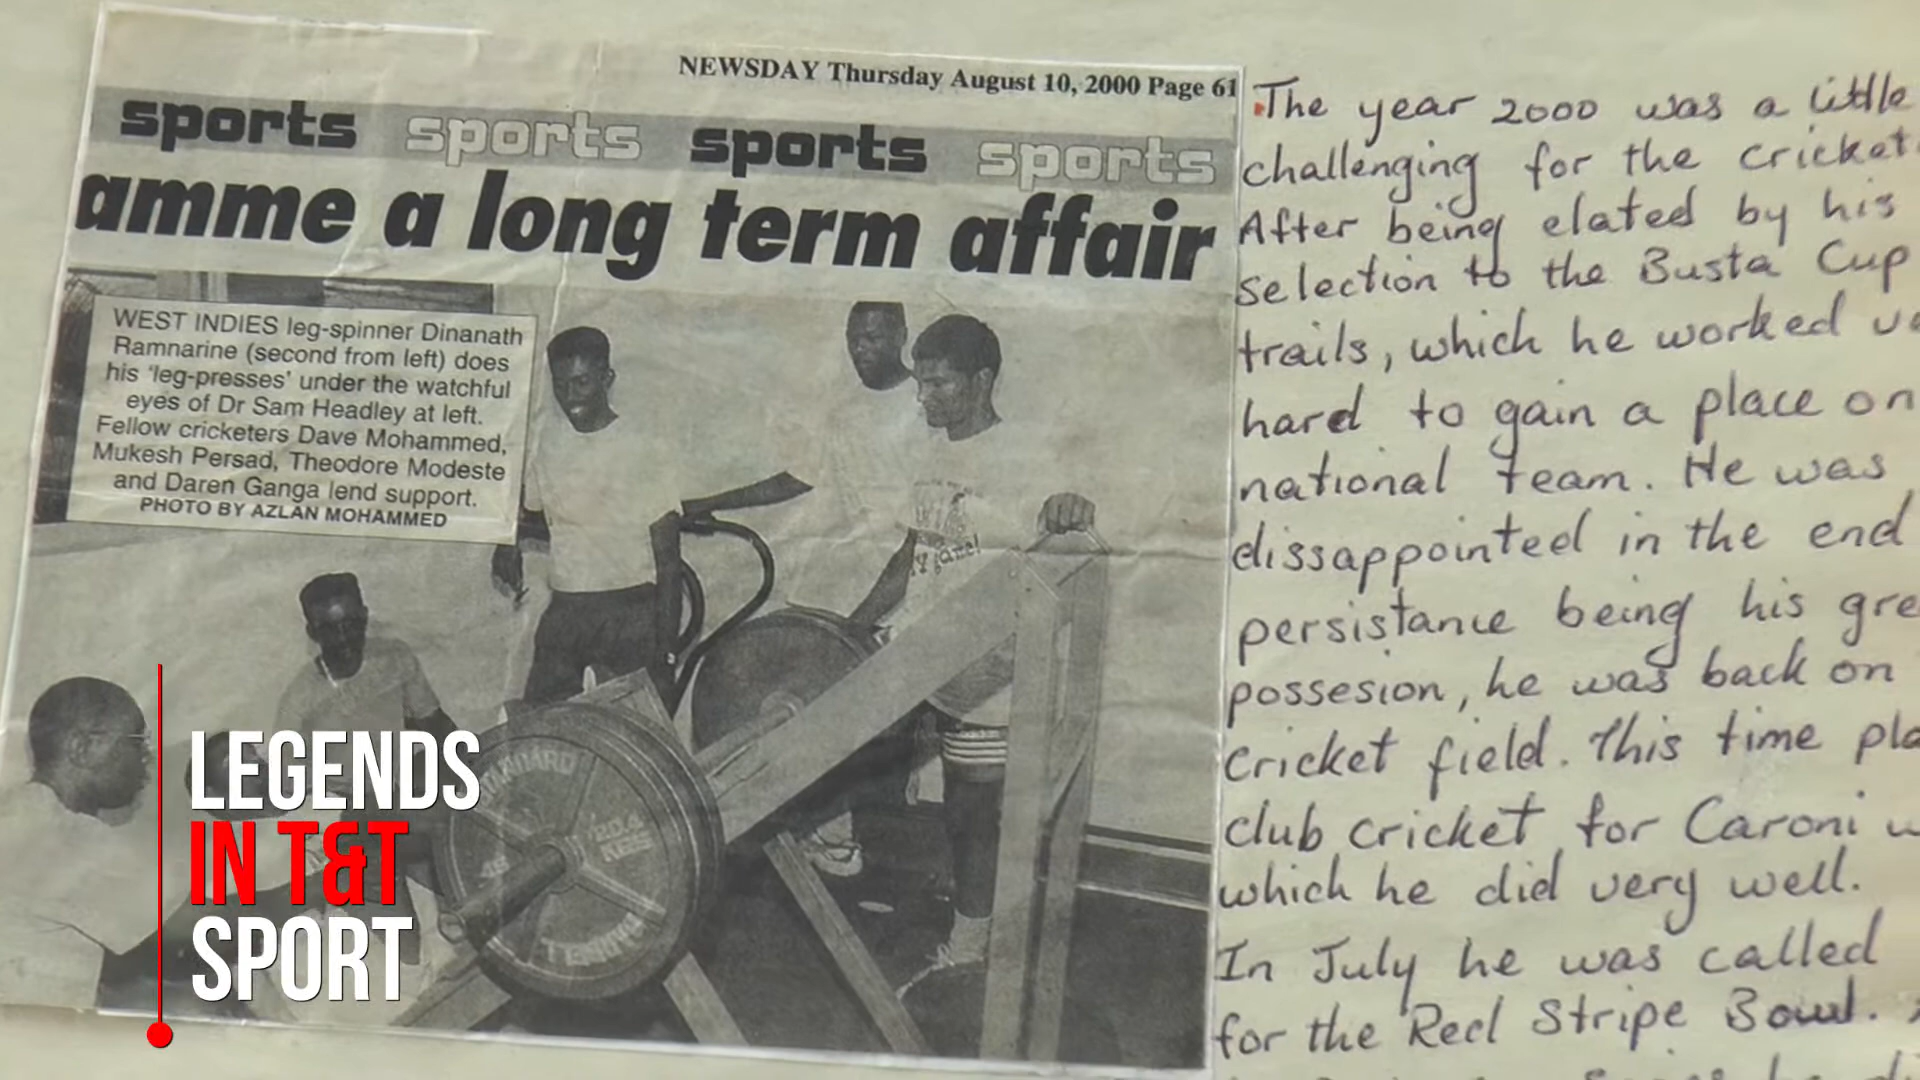 NEWSDAY Thursday August 10, 2000 Page 61
sports sports sports sports
amme a long term affair
WEST INDIES leg-spinner Dinanath
Ramnarine (second from left) does
his ‘leg-presses’ under the watchful
eyes of Dr Sam Headley at left.
Fellow cricketers Dave Mohammed,
Mukesh Persad, Theodore Modeste
and Daren Ganga lend support.
PHOTO BY AZLAN MOHAMMED
STANDARD
TRAINING
LEGENDS
IN T&T
SPORT
The year 2000 was a little
challenging for the cricket
After being elated by his
selection to the Busta Cup
trails, which he worked
hard to gain a place on
national team. He was
dissappointed in the end
persistance being his gre
possesion, he was back on
cricket field. This time pla
club cricket for Caroni w
which he did very well.
In July he was called
for the Red Stripe Bowl.